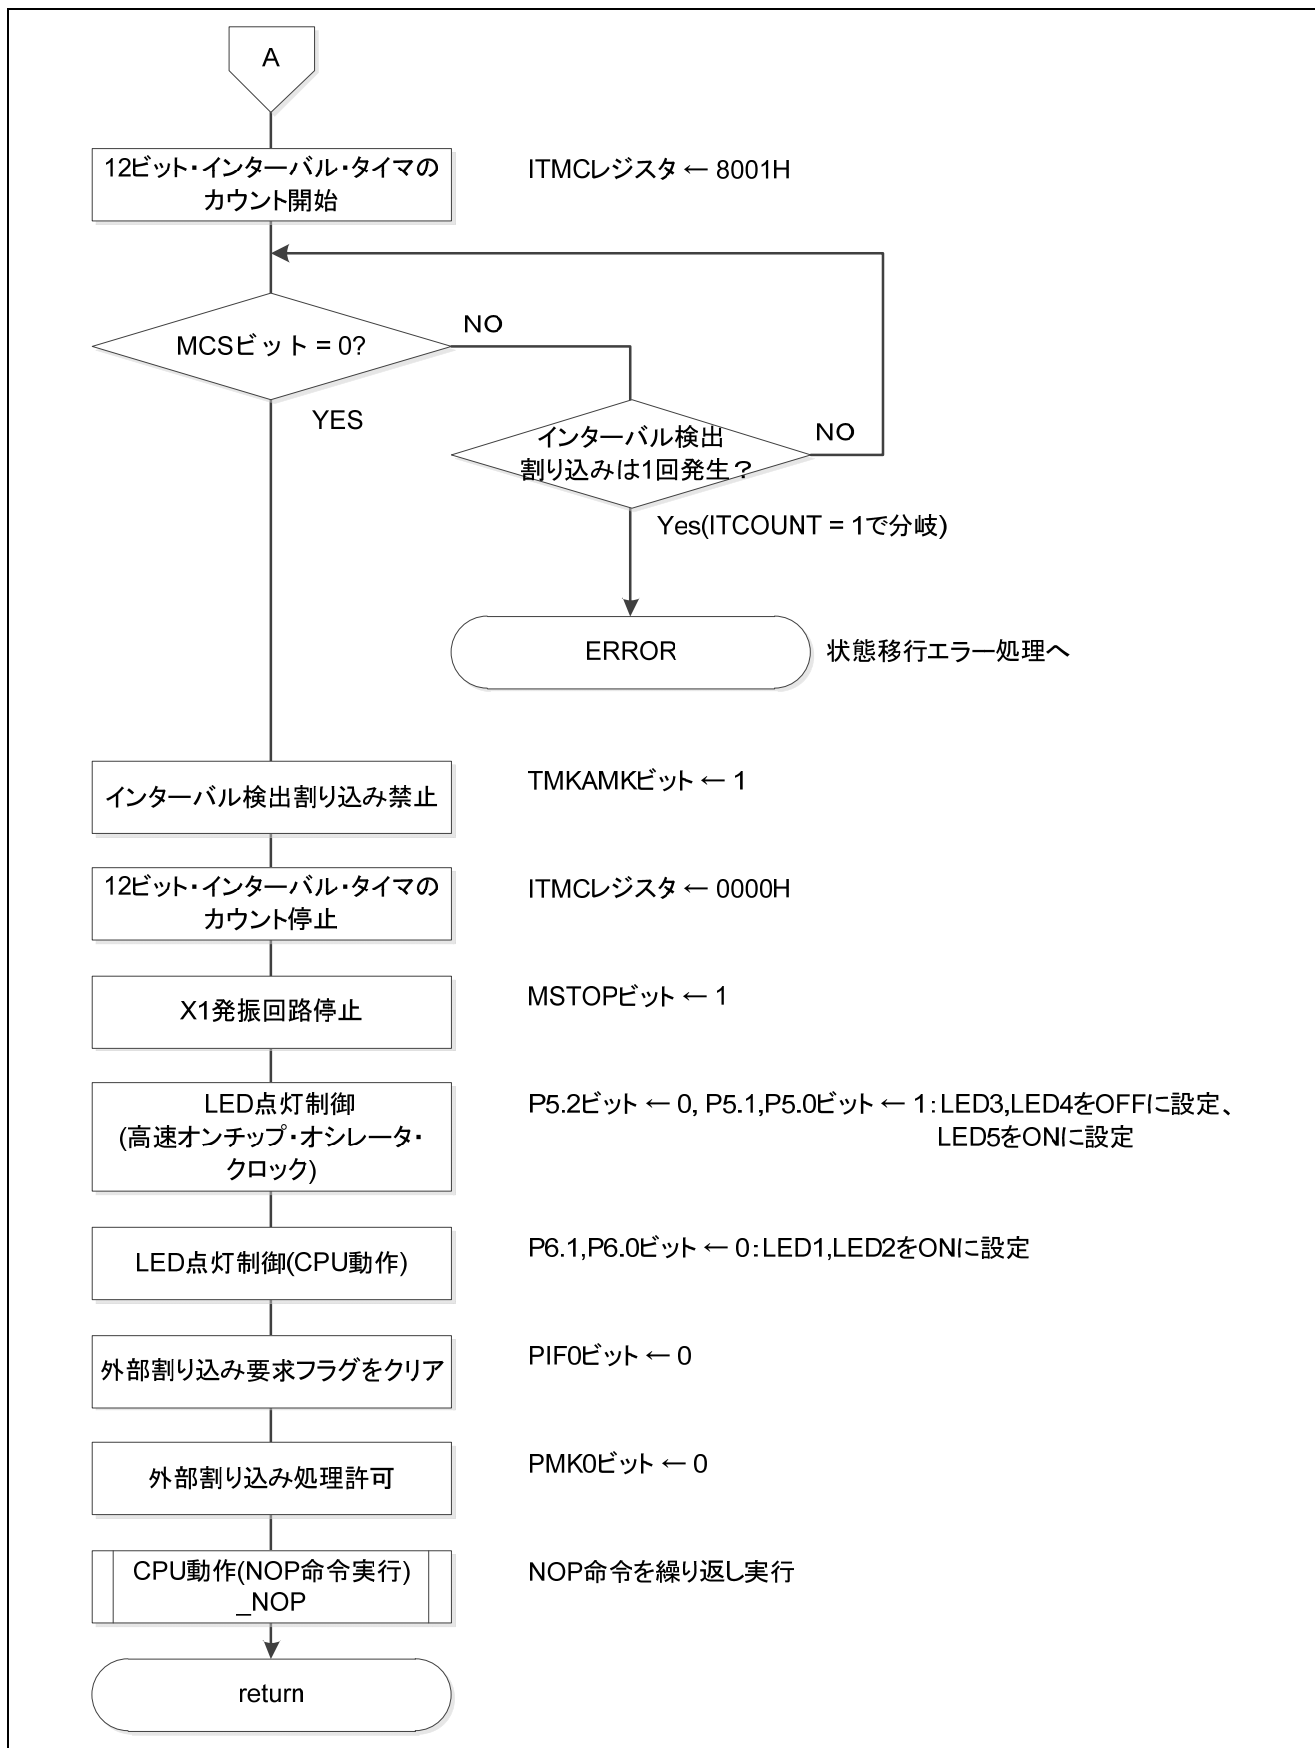 A
12ビット・インターバル・タイマの
カウント開始
ITMCレジスタ ← 8001H
MCSビット = 0?
NO
YES
インターバル検出
割り込みは1回発生？
NO
Yes(ITCOUNT = 1で分岐)
ERROR
状態移行エラー処理へ
インターバル検出割り込み禁止
TMKAMKビット ← 1
12ビット・インターバル・タイマの
カウント停止
ITMCレジスタ ← 0000H
X1発振回路停止
MSTOPビット ← 1
LED点灯制御
(高速オンチップ・オシレータ・
クロック)
P5.2ビット ← 0, P5.1,P5.0ビット ← 1：LED3,LED4をOFFに設定、
LED5をONに設定
LED点灯制御(CPU動作)
P6.1,P6.0ビット ← 0：LED1,LED2をONに設定
外部割り込み要求フラグをクリア
PIF0ビット ← 0
外部割り込み処理許可
PMK0ビット ← 0
CPU動作(NOP命令実行)
_NOP
NOP命令を繰り返し実行
return